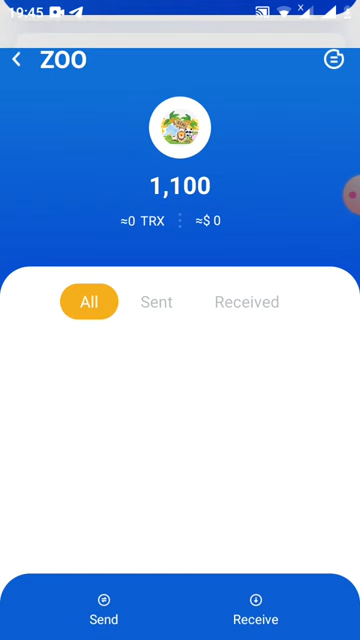 19:45
ZOO
1,100
≈0 TRX ≈$ 0
All Sent Received
Send Receive